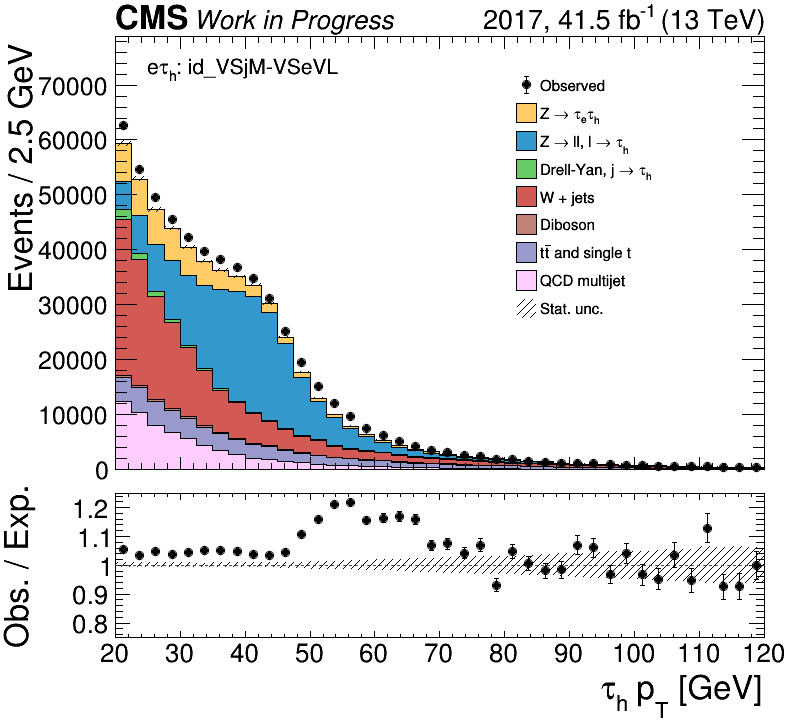 CMS Work in Progress 2017, 41.5 fb⁻¹ (13 TeV)
eτₕ: id_VSjM-VSeVL
Observed
Z → τₑτₕ
Z → ll, l → τₕ
Drell-Yan, j → τₕ
W + jets
Diboson
tt̅ and single t
QCD multijet
Stat. unc.
Events / 2.5 GeV
70000
60000
50000
40000
30000
20000
10000
0
Obs. / Exp.
1.2
1.1
1
0.9
0.8
20 30 40 50 60 70 80 90 100 110 120
τₕ p_T [GeV]